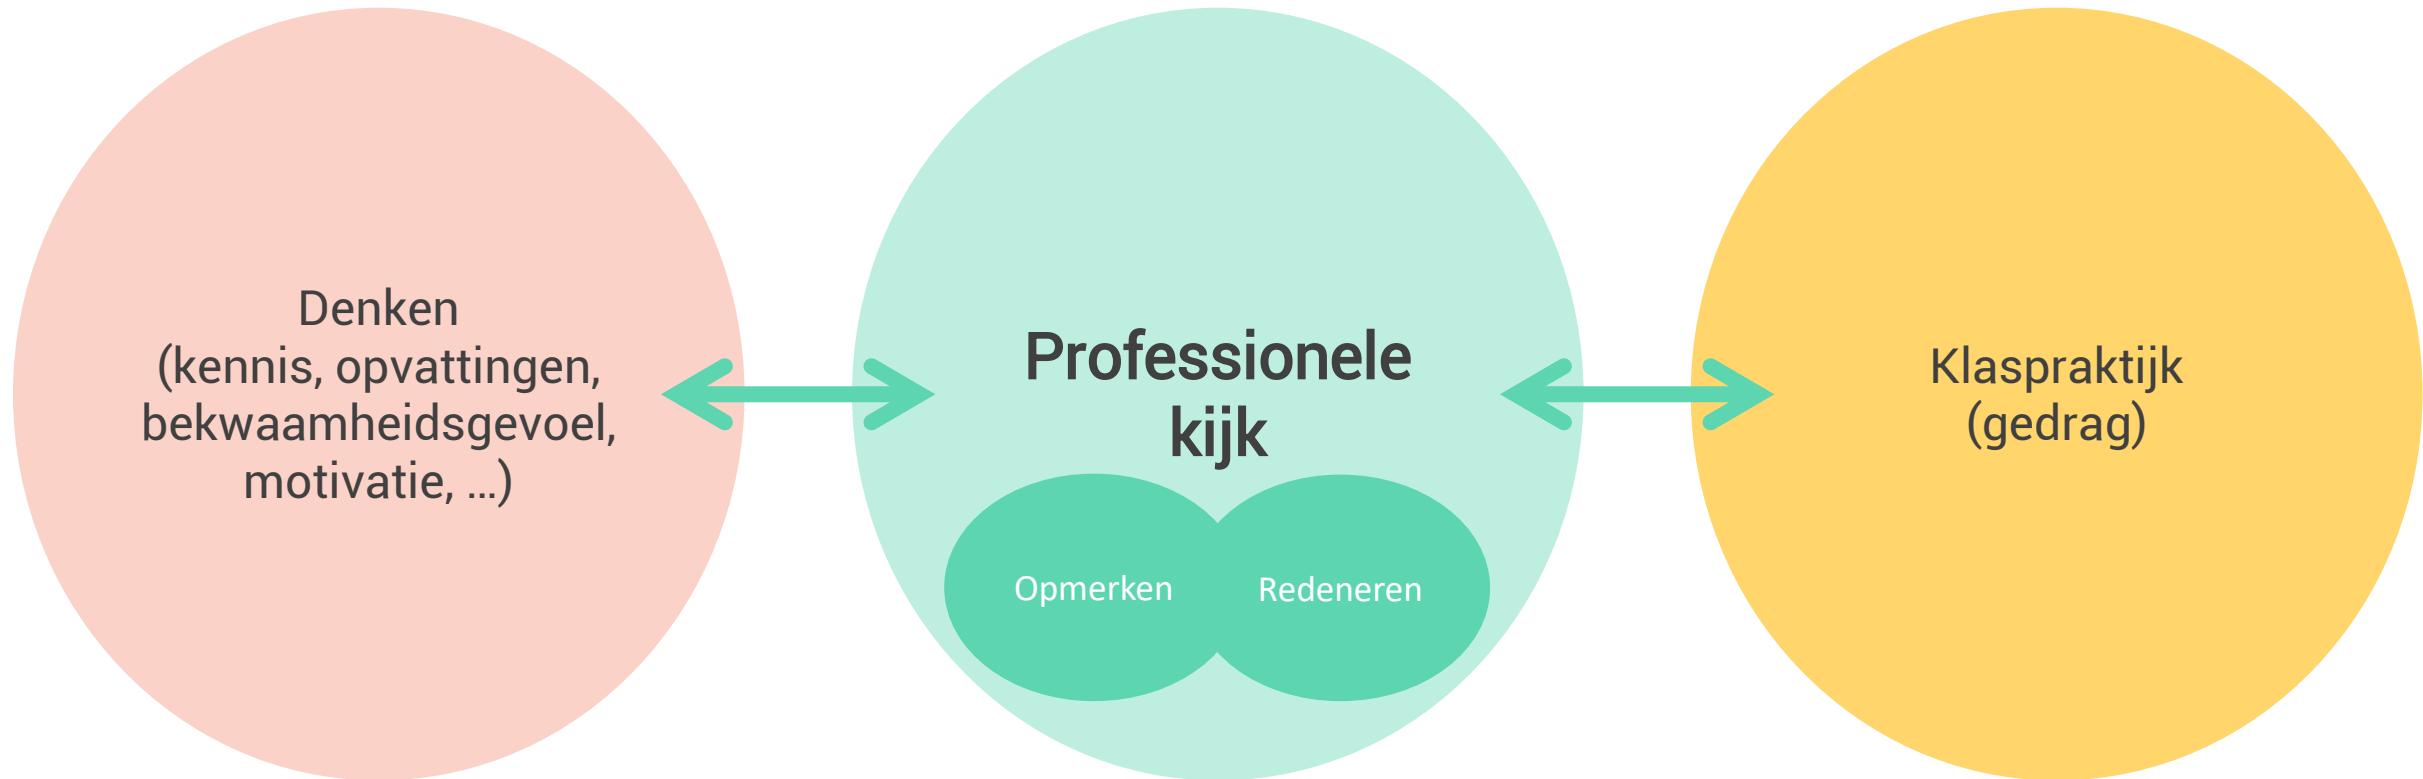 Denken
(kennis, opvattingen,
bekwaamheidsgevoel,
motivatie, ...)
Professionele
kijk
Opmerken
Redeneren
Klaspraktijk
(gedrag)